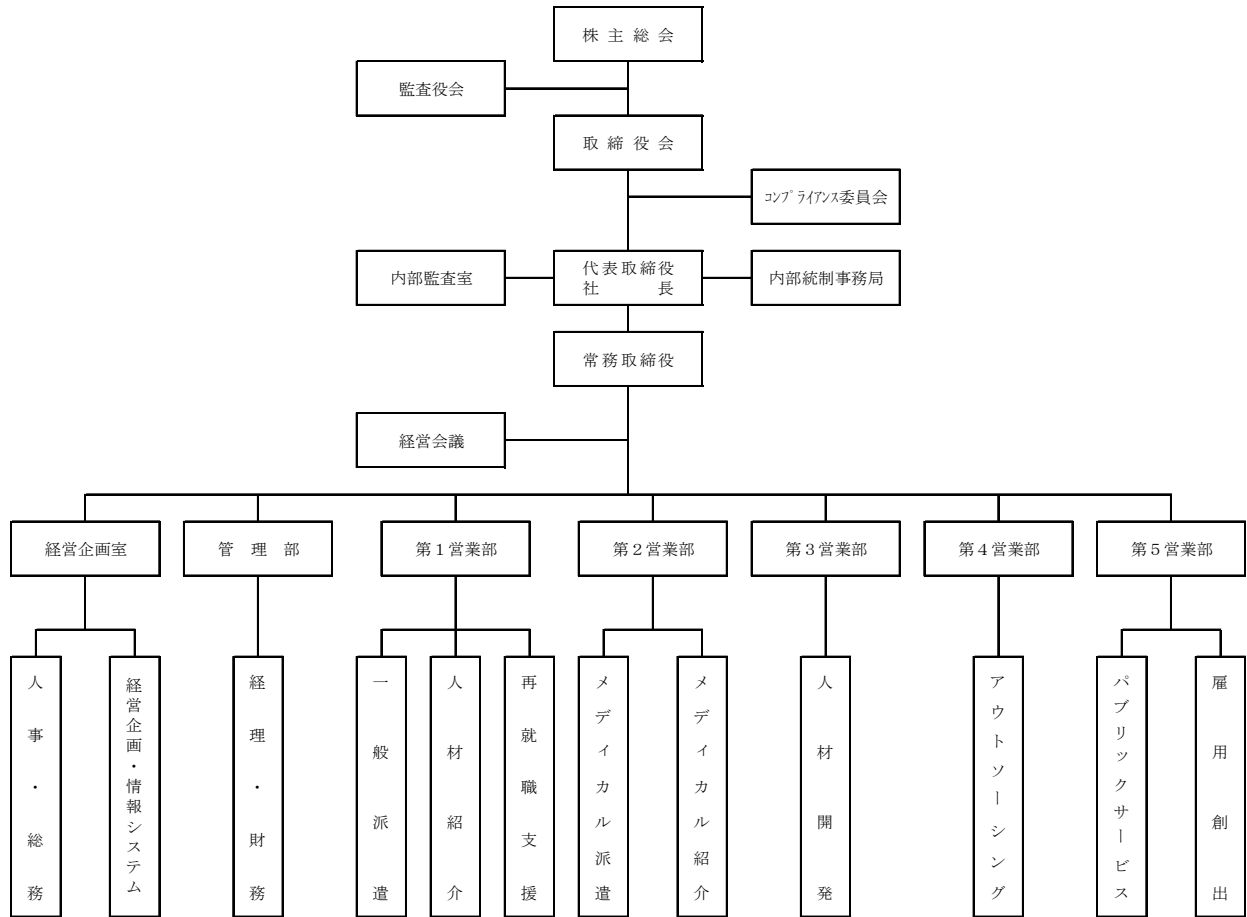 株主総会
監査役会
取締役会
コンプライアンス委員会
内部監査室
代表取締役
社長
内部統制事務局
常務取締役
経営会議
経営企画室
管理部
第1営業部
第2営業部
第3営業部
第4営業部
第5営業部
人事・総務
経営企画・情報システム
経理・財務
一般派遣
人材紹介
再就職支援
メディカル派遣
メディカル紹介
人材開発
アウトソーシング
パブリックサービス
雇用創出